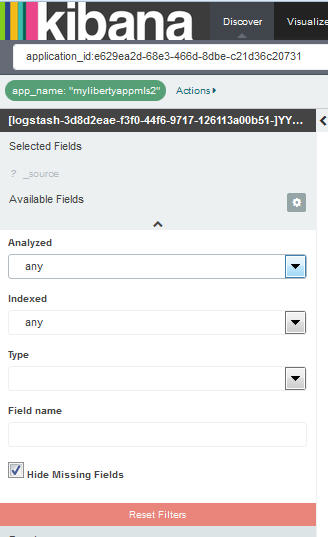 kibana
Discover
Visualize
application_id:e629ea2d-68e3-466d-8dbe-c21d36c20731
app_name: "mylibertyappmls2"
Actions
[logstash-3d8d2eae-f3f0-44f6-9717-126113a00b51-]YY...
Selected Fields
? _source
Available Fields
Analyzed
any
Indexed
any
Type
Field name
Hide Missing Fields
Reset Filters